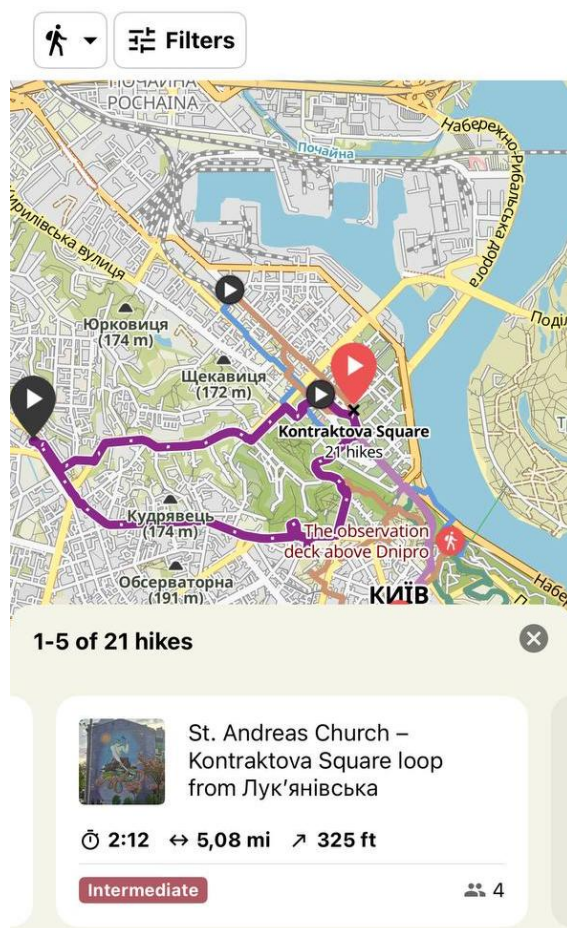 Filters
ПОЧАЙНА
POCHAINA
Почайна
Набережно-Рибальська дорога
Кирилівська вулиця
Юрковиця
(174 m)
Поділ
Щекавиця
(172 m)
Kontraktova Square
21 hikes
Кудрявець
(174 m)
The observation
deck above Dnipro
Обсерваторна
(191 m)
КИЇВ
Набер
1-5 of 21 hikes
St. Andreas Church –
Kontraktova Square loop
from Лук’янівська
2:12 5,08 mi 325 ft
Intermediate 4